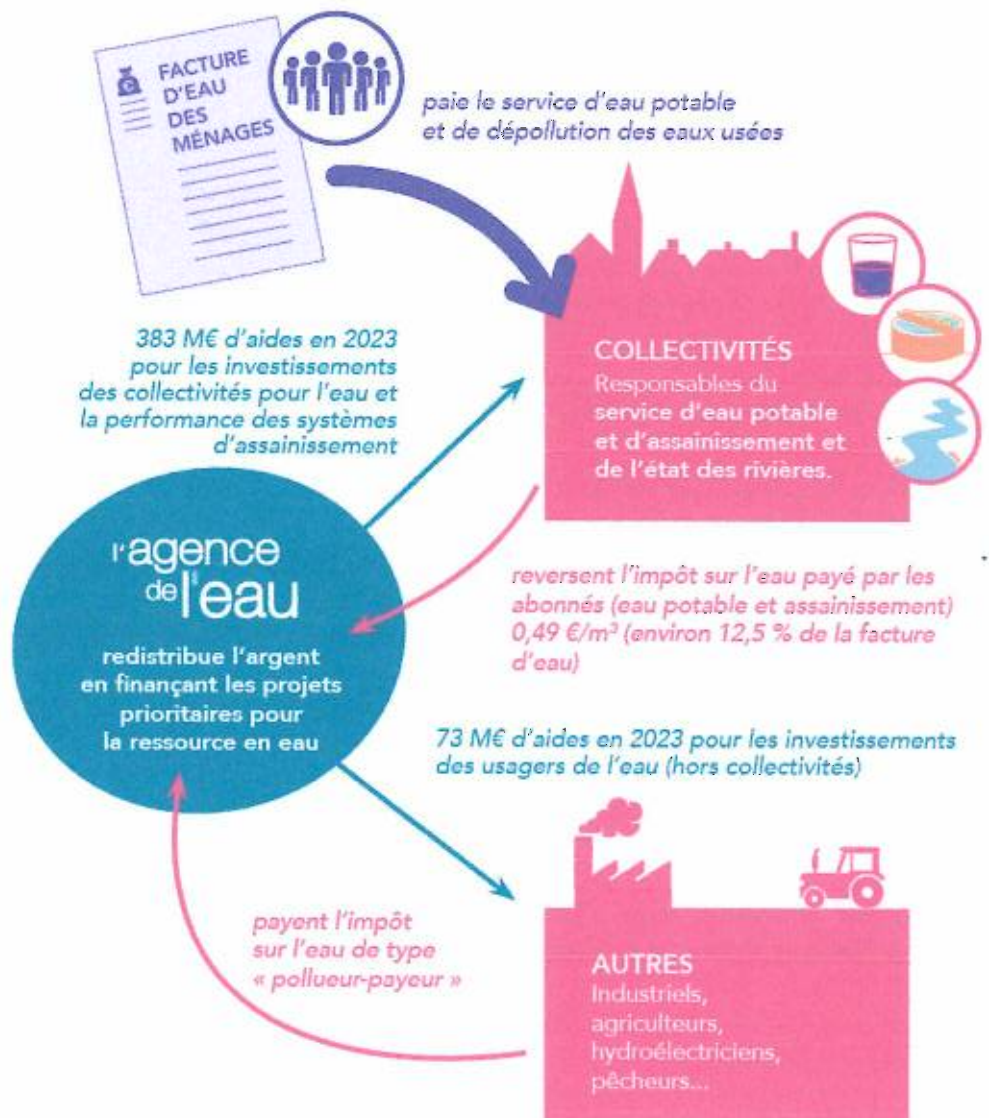 FACTURE
D'EAU
DES
MÉNAGES
paie le service d'eau potable
et de dépollution des eaux usées
383 M€ d'aides en 2023
pour les investissements
des collectivités pour l'eau et
la performance des systèmes
d'assainissement
COLLECTIVITÉS
Responsables du
service d'eau potable
et d'assainissement et
de l'état des rivières.
l'agence
de l'eau
redistribue l'argent
en finançant les projets
prioritaires pour
la ressource en eau
reversent l'impôt sur l'eau payé par les
abonnés (eau potable et assainissement)
0,49 €/m³ (environ 12,5 % de la facture
d'eau)
73 M€ d'aides en 2023 pour les investissements
des usagers de l'eau (hors collectivités)
payent l'impôt
sur l'eau de type
« pollueur-payeur »
AUTRES
Industriels,
agriculteurs,
hydroélectriciens,
pêcheurs...